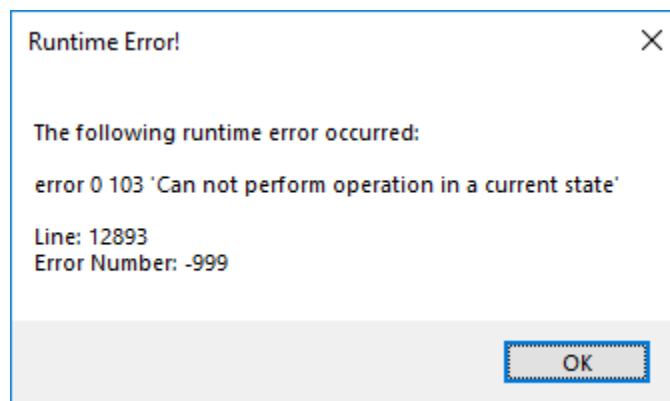 Runtime Error!
The following runtime error occurred:
error 0 103 'Can not perform operation in a current state'
Line: 12893
Error Number: -999
OK